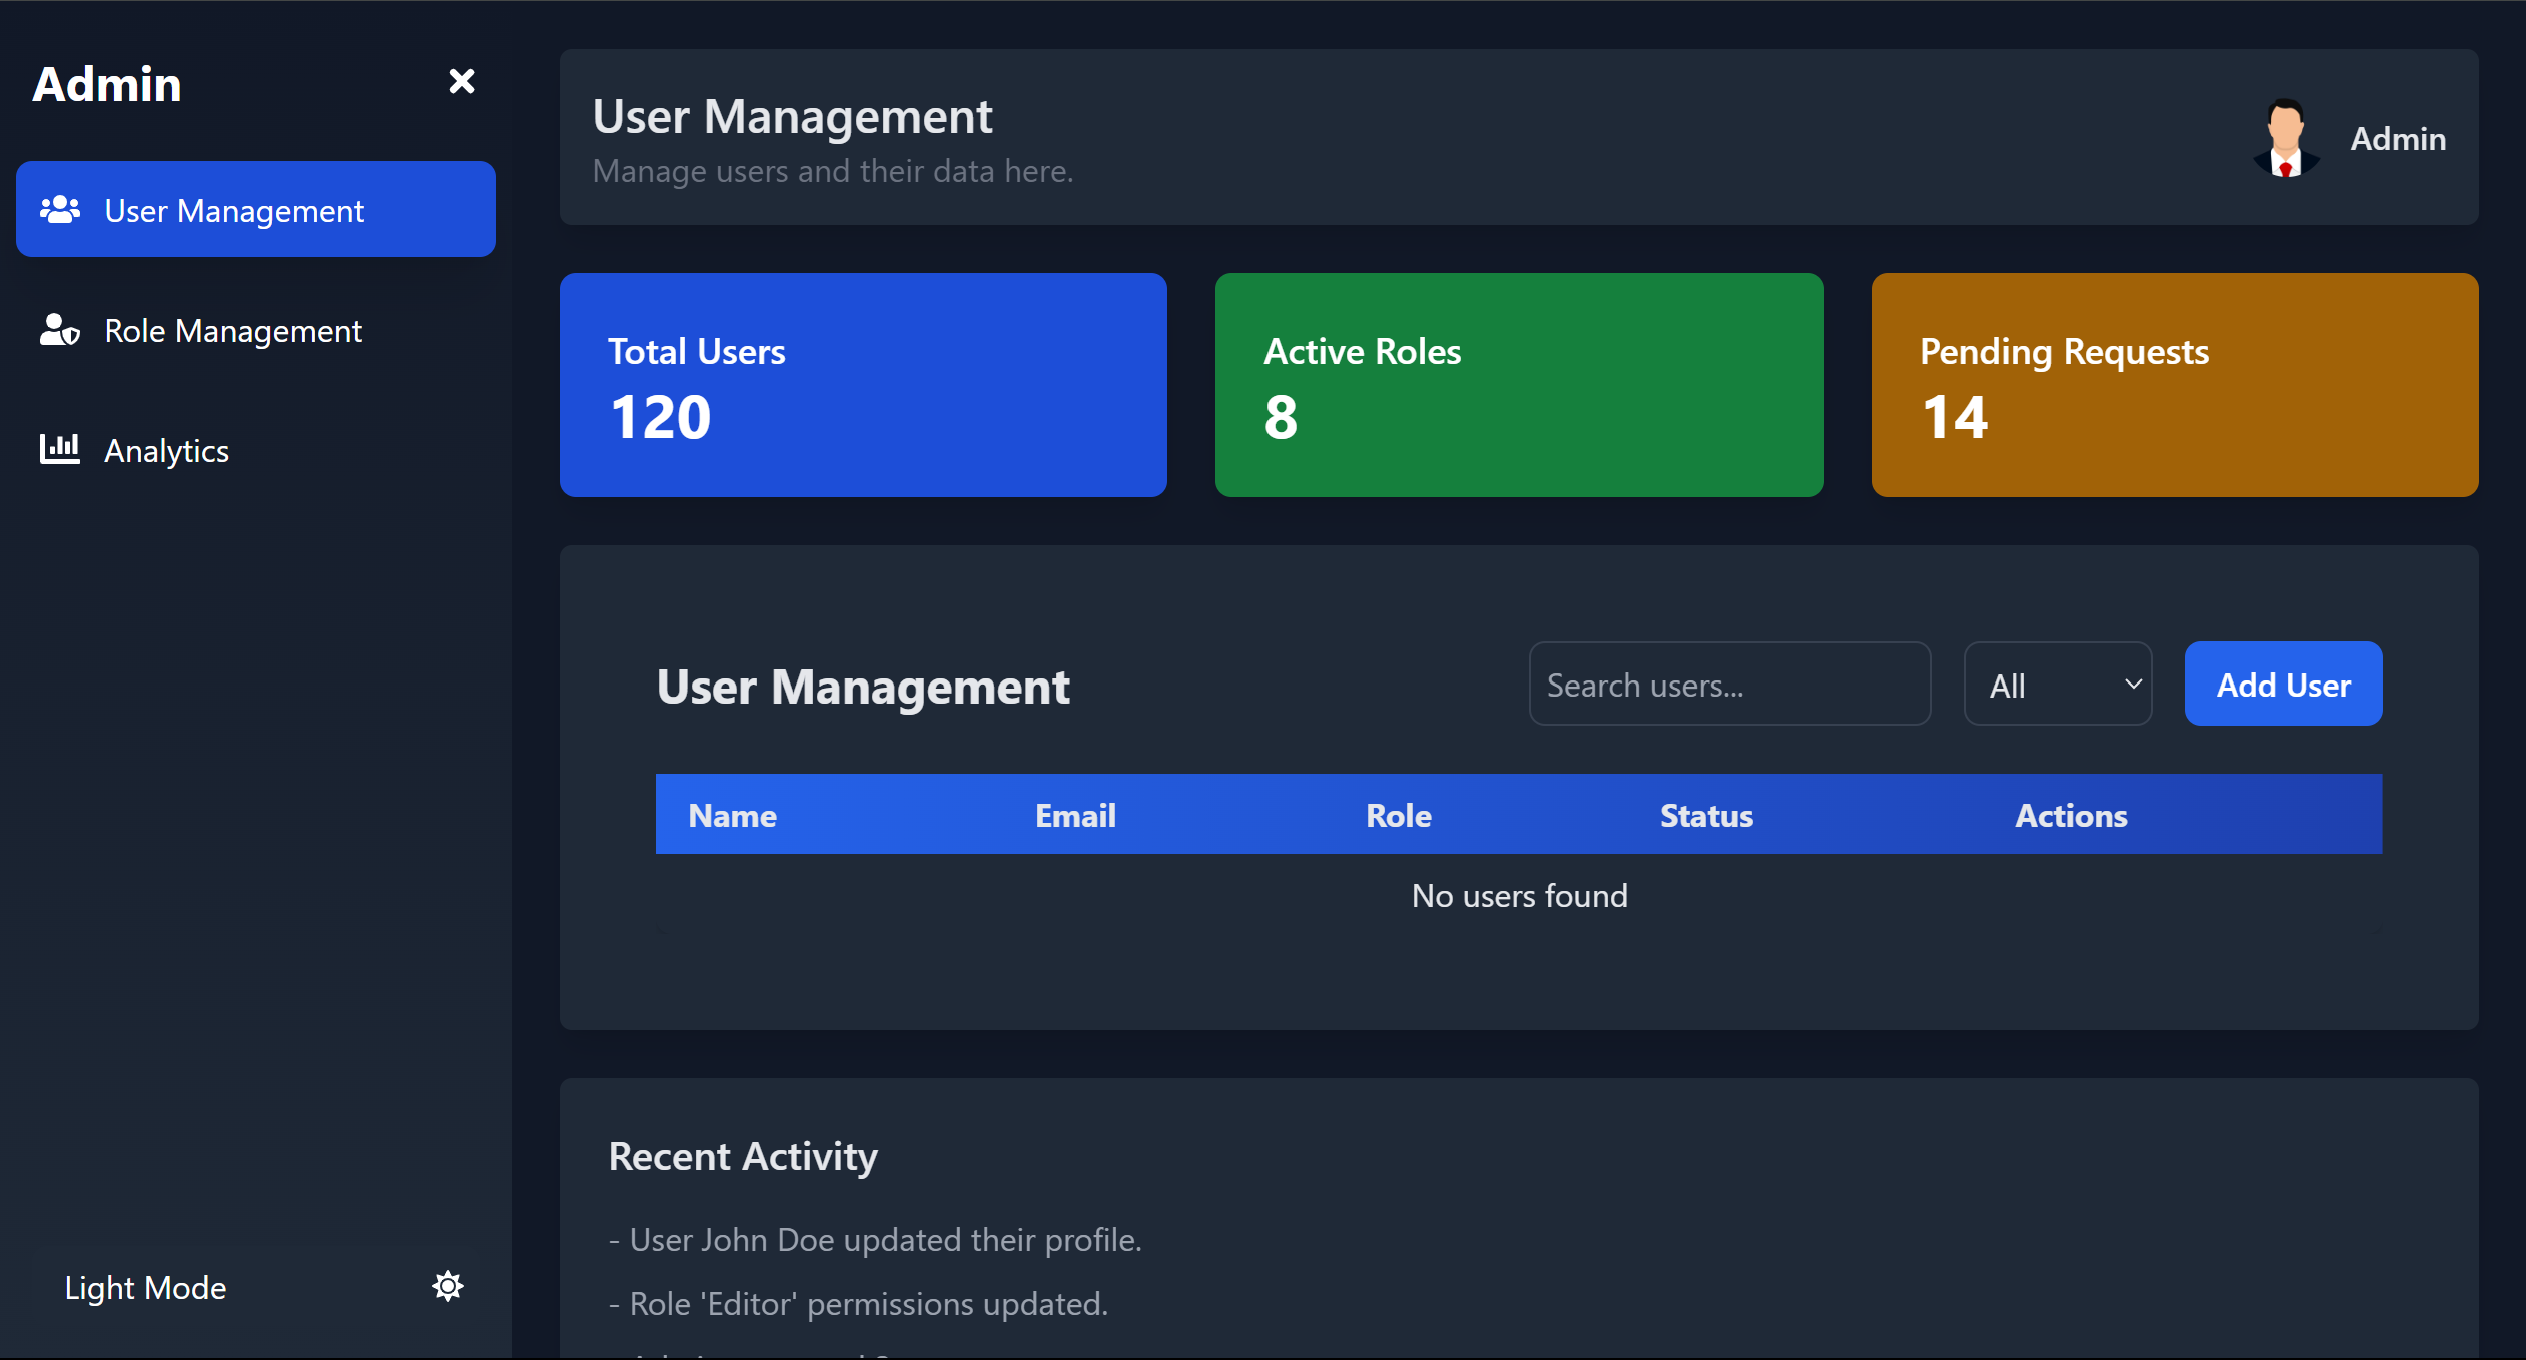 Admin
User Management
Role Management
Analytics
Light Mode
User Management
Manage users and their data here.
Admin
Total Users
120
Active Roles
8
Pending Requests
14
User Management
Search users...
All
Add User
Name Email Role Status Actions
No users found
Recent Activity
- User John Doe updated their profile.
- Role 'Editor' permissions updated.